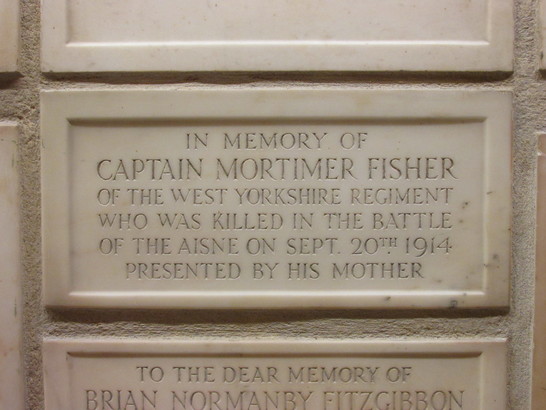 IN MEMORY OF
CAPTAIN MORTIMER FISHER
OF THE WEST YORKSHIRE REGIMENT
WHO WAS KILLED IN THE BATTLE
OF THE AISNE ON SEPT. 20TH 1914
PRESENTED BY HIS MOTHER
TO THE DEAR MEMORY OF
BRIAN NORMANBY FITZGIBBON